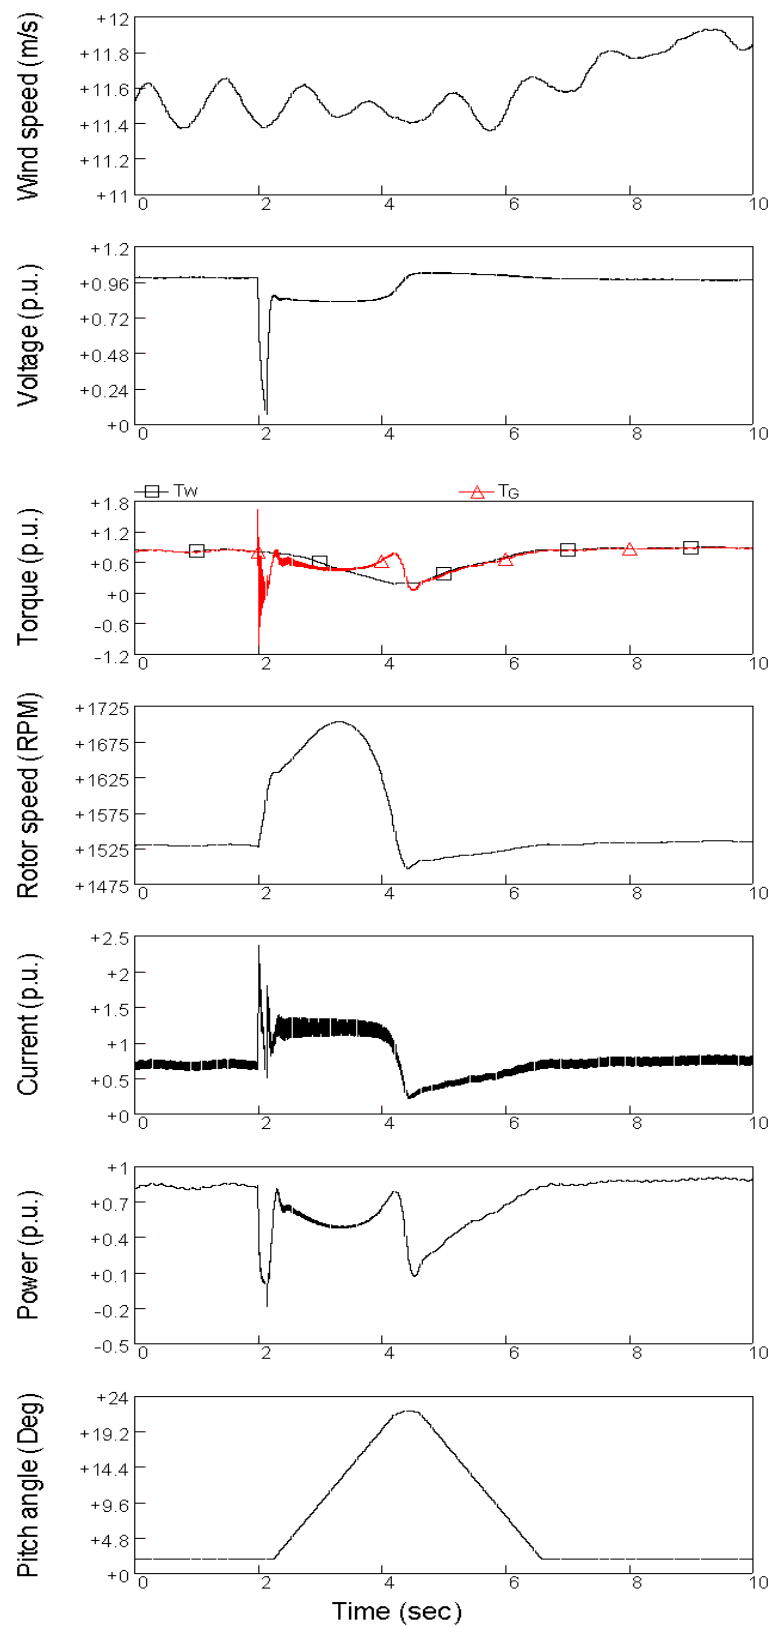 Wind speed (m/s)
+12
+11.8
+11.6
+11.4
+11.2
+11
0 2 4 6 8 10
Voltage (p.u.)
+1.2
+0.96
+0.72
+0.48
+0.24
+0
0 2 4 6 8 10
Tw TG
Torque (p.u.)
+1.8
+1.2
+0.6
+0
-0.6
-1.2
0 2 4 6 8 10
Rotor speed (RPM)
+1725
+1675
+1625
+1575
+1525
+1475
0 2 4 6 8 10
Current (p.u.)
+2.5
+2
+1.5
+1
+0.5
+0
0 2 4 6 8 10
Power (p.u.)
+1
+0.7
+0.4
+0.1
-0.2
-0.5
0 2 4 6 8 10
Pitch angle (Deg)
+24
+19.2
+14.4
+9.6
+4.8
+0
0 2 4 6 8 10
Time (sec)